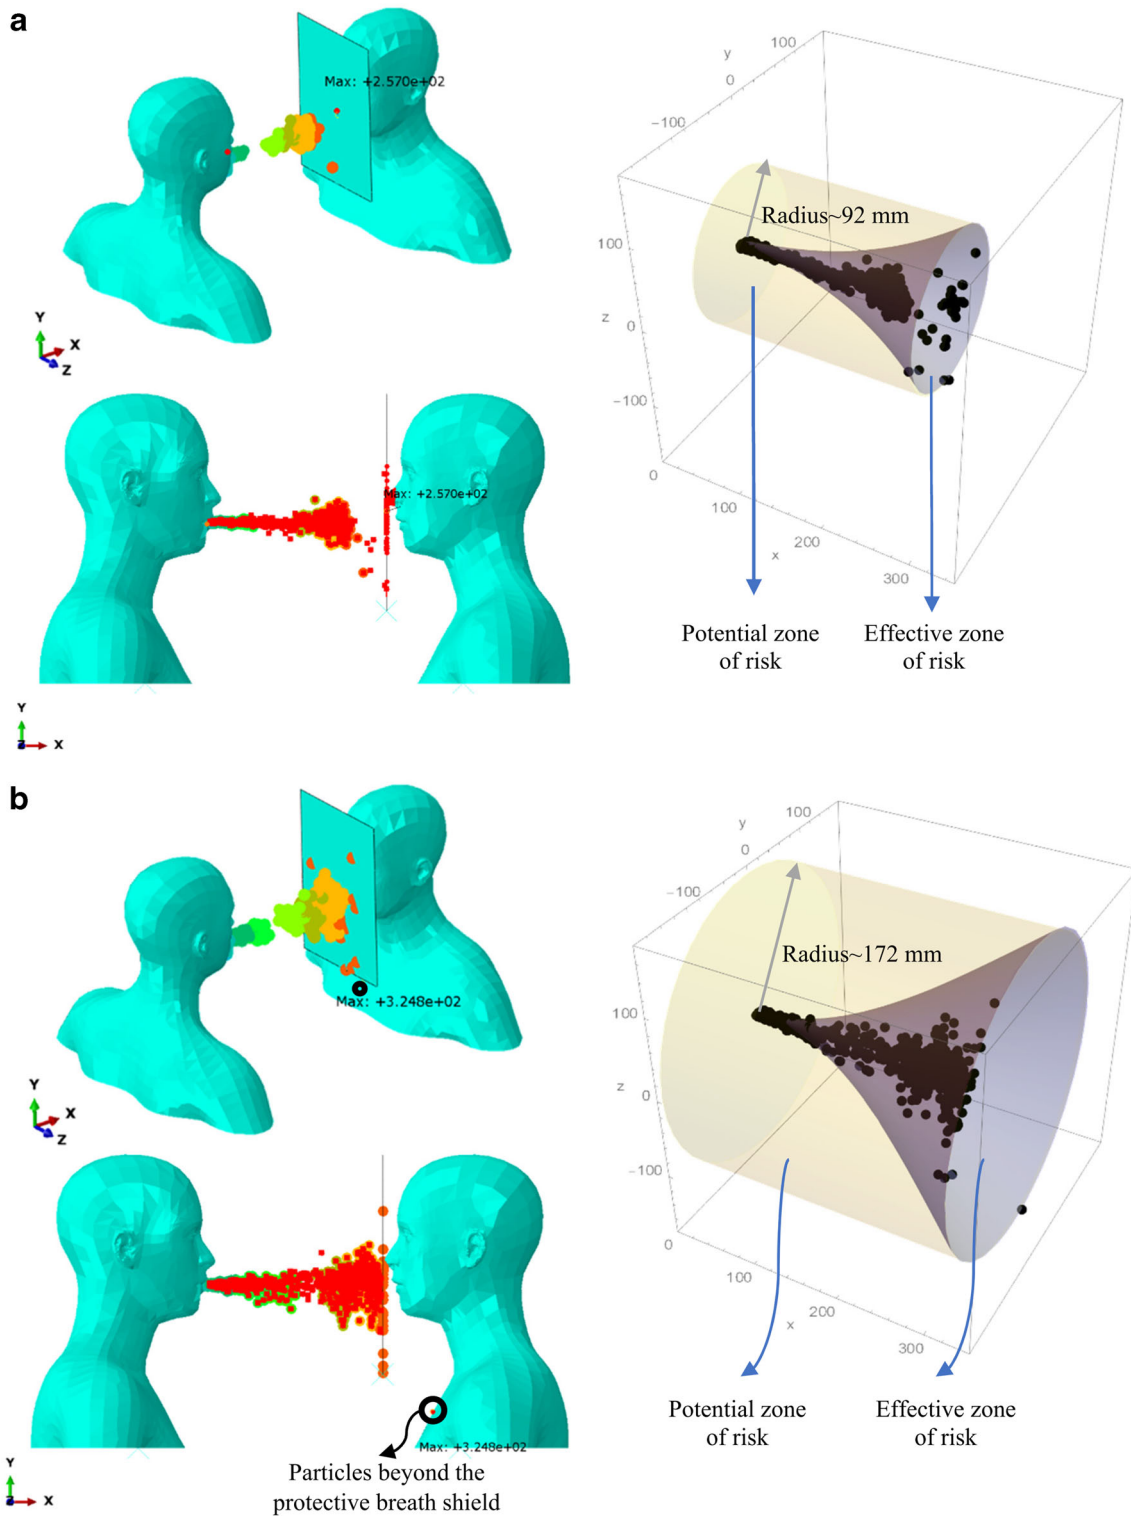 a
Max: +2.570e+02
Y
X
Z
Max: +2.570e+02
Y
Z
X
y
100
0
-100
Radius~92 mm
100
z
0
-100
0
100
x
200
300
Potential zone
of risk
Effective zone
of risk
b
Max: +3.248e+02
Y
X
Z
Max: +3.248e+02
Particles beyond the
protective breath shield
Y
Z
X
y
100
0
-100
Radius~172 mm
100
z
0
-100
0
100
x
200
300
Potential zone
of risk
Effective zone
of risk